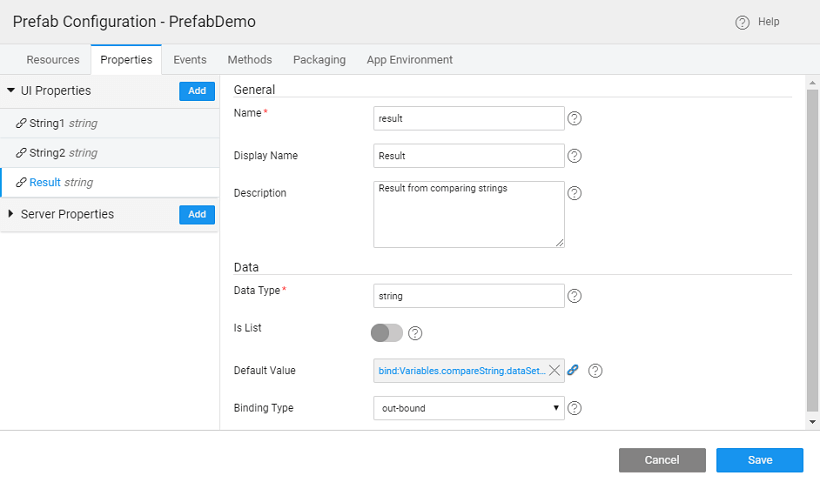 Prefab Configuration - PrefabDemo
? Help
Resources Properties Events Methods Packaging App Environment
UI Properties Add
String1 string
String2 string
Result string
Server Properties Add
General
Name* result ?
Display Name Result ?
Description Result from comparing strings ?
Data
Data Type* string ?
Is List ?
Default Value bind:Variables.compareString.dataSet... ?
Binding Type out-bound ?
Cancel Save